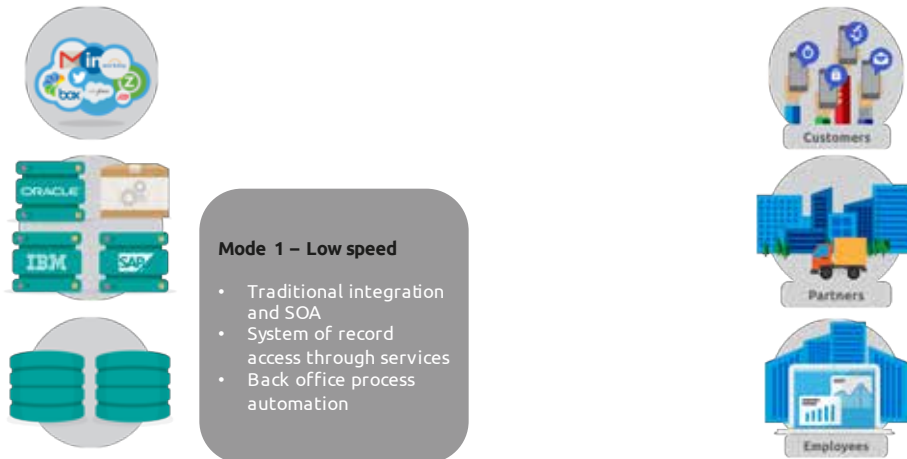 in
box
Z
ORACLE
IBM
SAP
Mode 1 – Low speed
• Traditional integration
and SOA
• System of record
access through services
• Back office process
automation
Customers
Partners
Employees